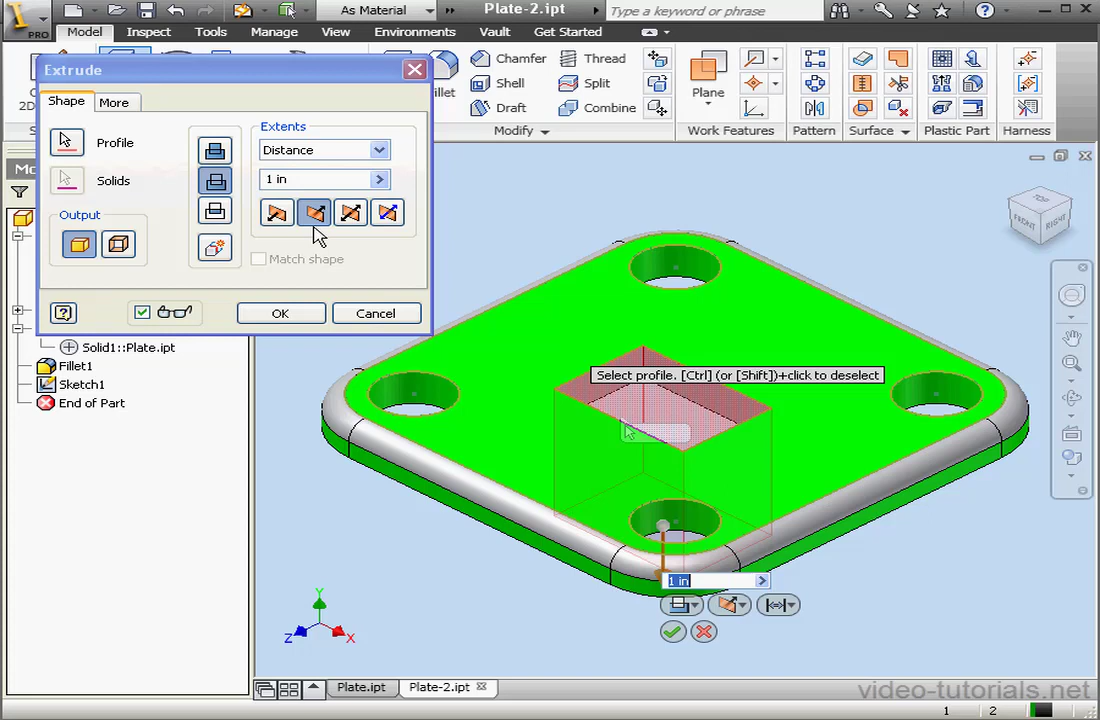 As Material
Plate-2.ipt
Type a keyword or phrase
PRO
Model
Inspect
Tools
Manage
View
Environments
Vault
Get Started
Chamfer
Thread
Shell
Split
Draft
Combine
Plane
Modify
Work Features
Pattern
Surface
Plastic Part
Harness
Extrude
Shape
More
Profile
Solids
Output
Extents
Distance
1 in
Match shape
OK
Cancel
Solid1::Plate.ipt
Fillet1
Sketch1
End of Part
Select profile. [Ctrl] (or [Shift])+click to deselect
TOP
FRONT
RIGHT
1 in
Y
Z
X
Plate.ipt
Plate-2.ipt
video-tutorials.net
1
2